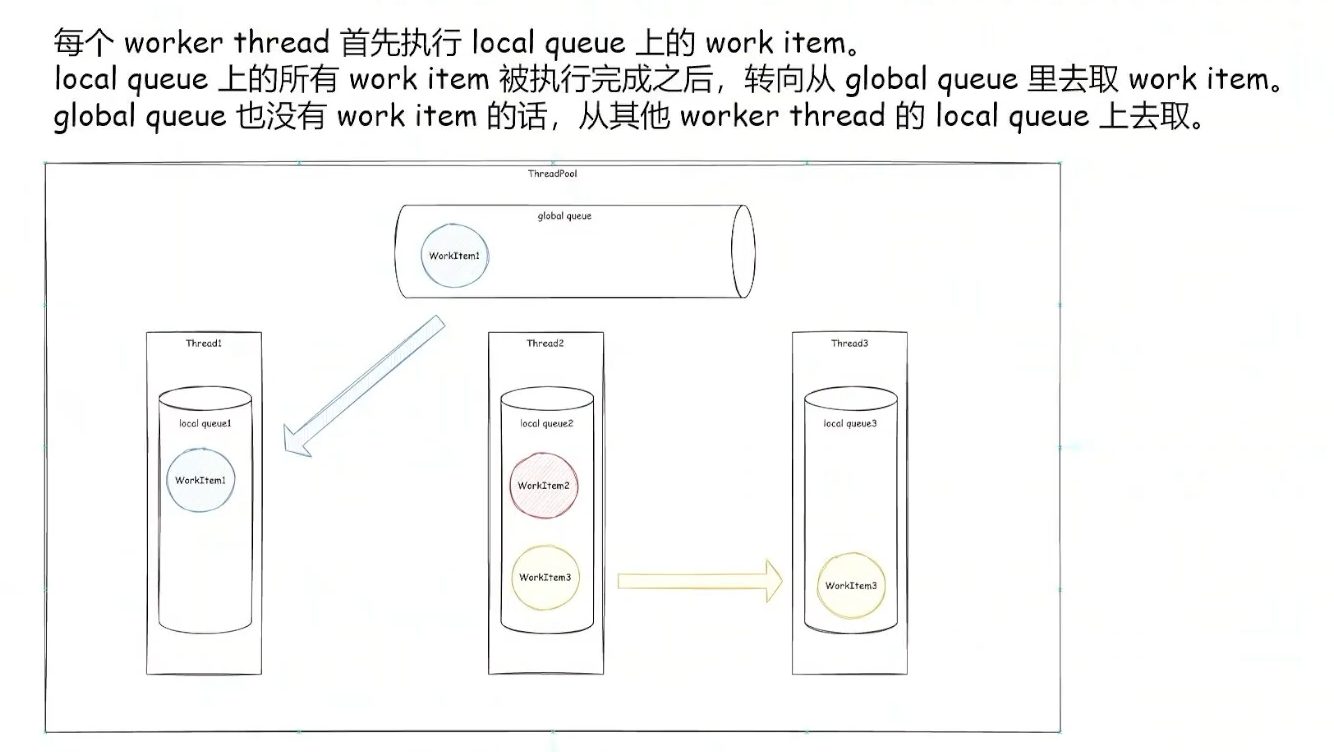 每个 worker thread 首先执行 local queue 上的 work item。
local queue 上的所有 work item 被执行完成之后，转向从 global queue 里去取 work item。
global queue 也没有 work item 的话，从其他 worker thread 的 local queue 上去取。
ThreadPool
global queue
WorkItem1
Thread1
Thread2
Thread3
local queue1
local queue2
local queue3
WorkItem1
WorkItem2
WorkItem3
WorkItem3